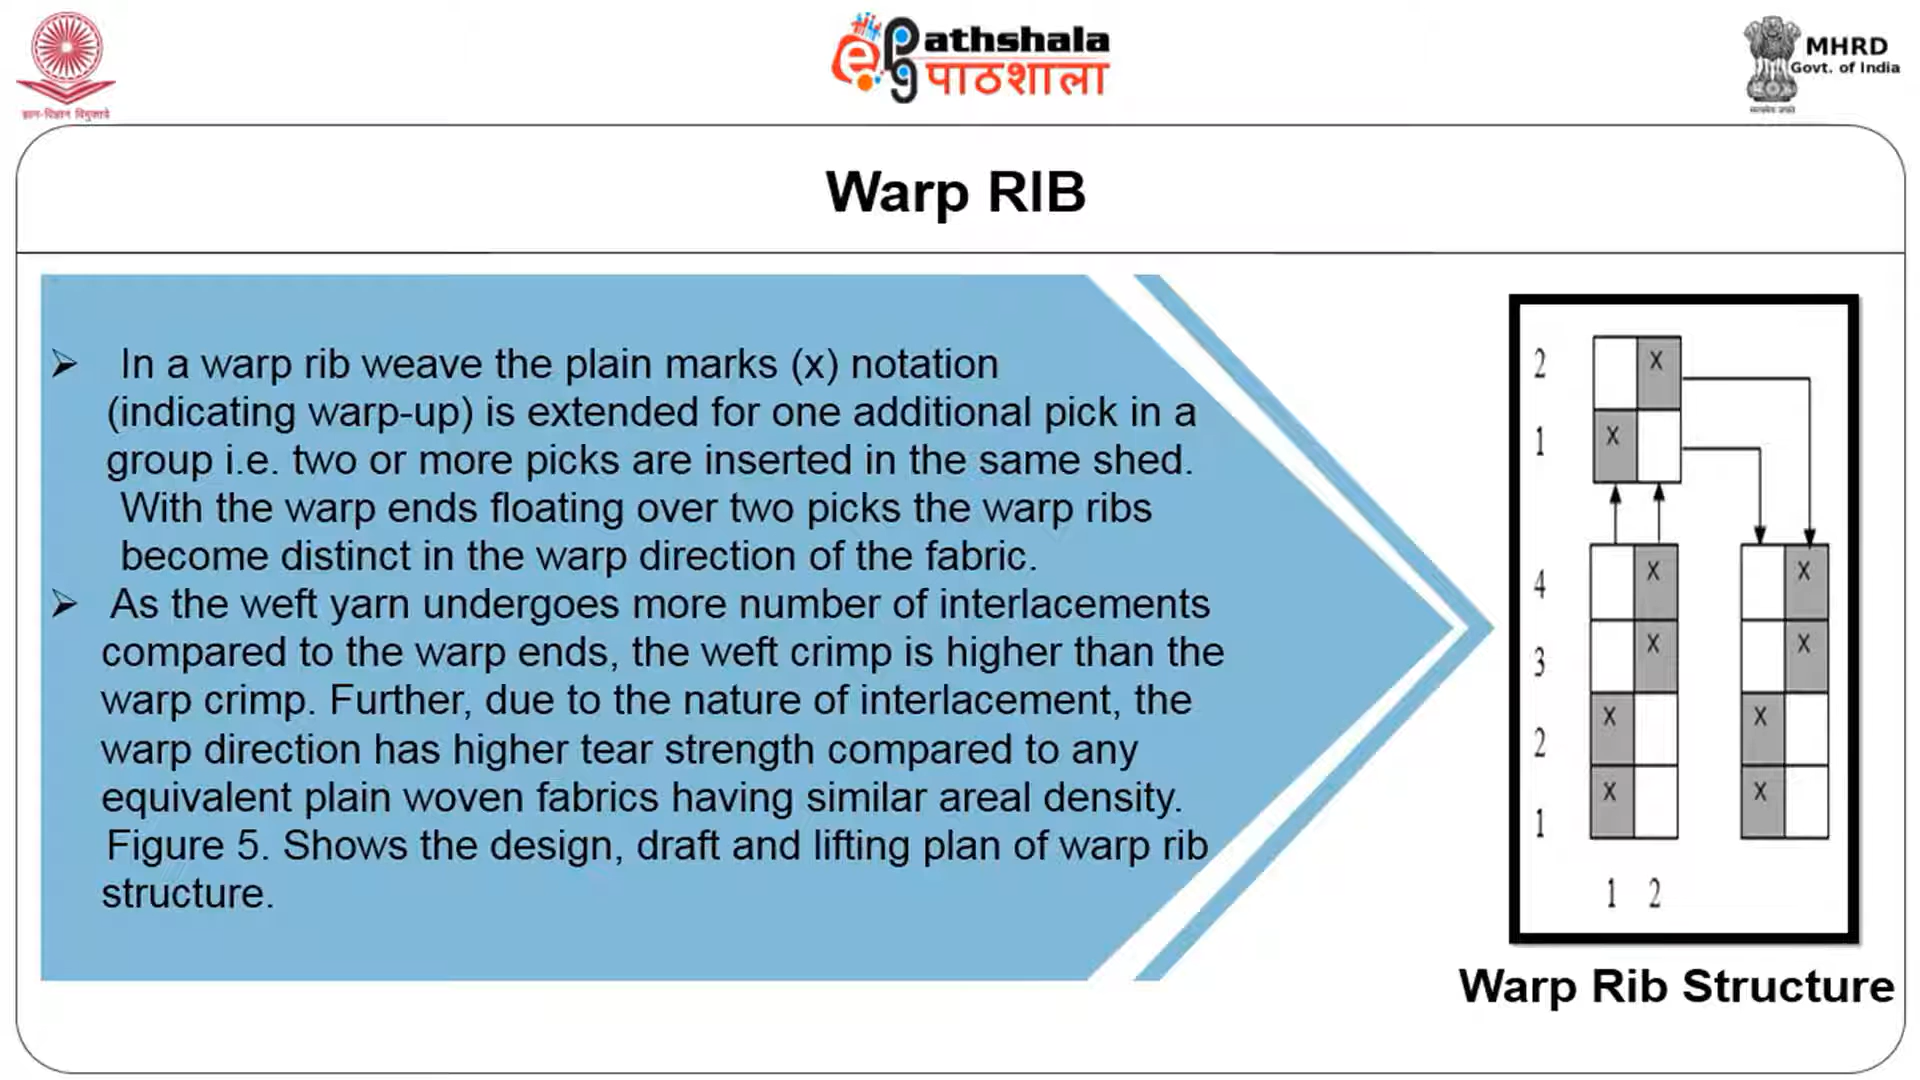 ज्ञान-विज्ञान विमुक्तये
ePG Pathshala
पाठशाला
MHRD
Govt. of India
सत्यमेव जयते
Warp RIB
➢ In a warp rib weave the plain marks (x) notation
(indicating warp-up) is extended for one additional pick in a
group i.e. two or more picks are inserted in the same shed.
With the warp ends floating over two picks the warp ribs
become distinct in the warp direction of the fabric.
➢ As the weft yarn undergoes more number of interlacements
compared to the warp ends, the weft crimp is higher than the
warp crimp. Further, due to the nature of interlacement, the
warp direction has higher tear strength compared to any
equivalent plain woven fabrics having similar areal density.
Figure 5. Shows the design, draft and lifting plan of warp rib
structure.
2 X
1 X
4 X X
3 X X
2 X X
1 X X
1 2
Warp Rib Structure